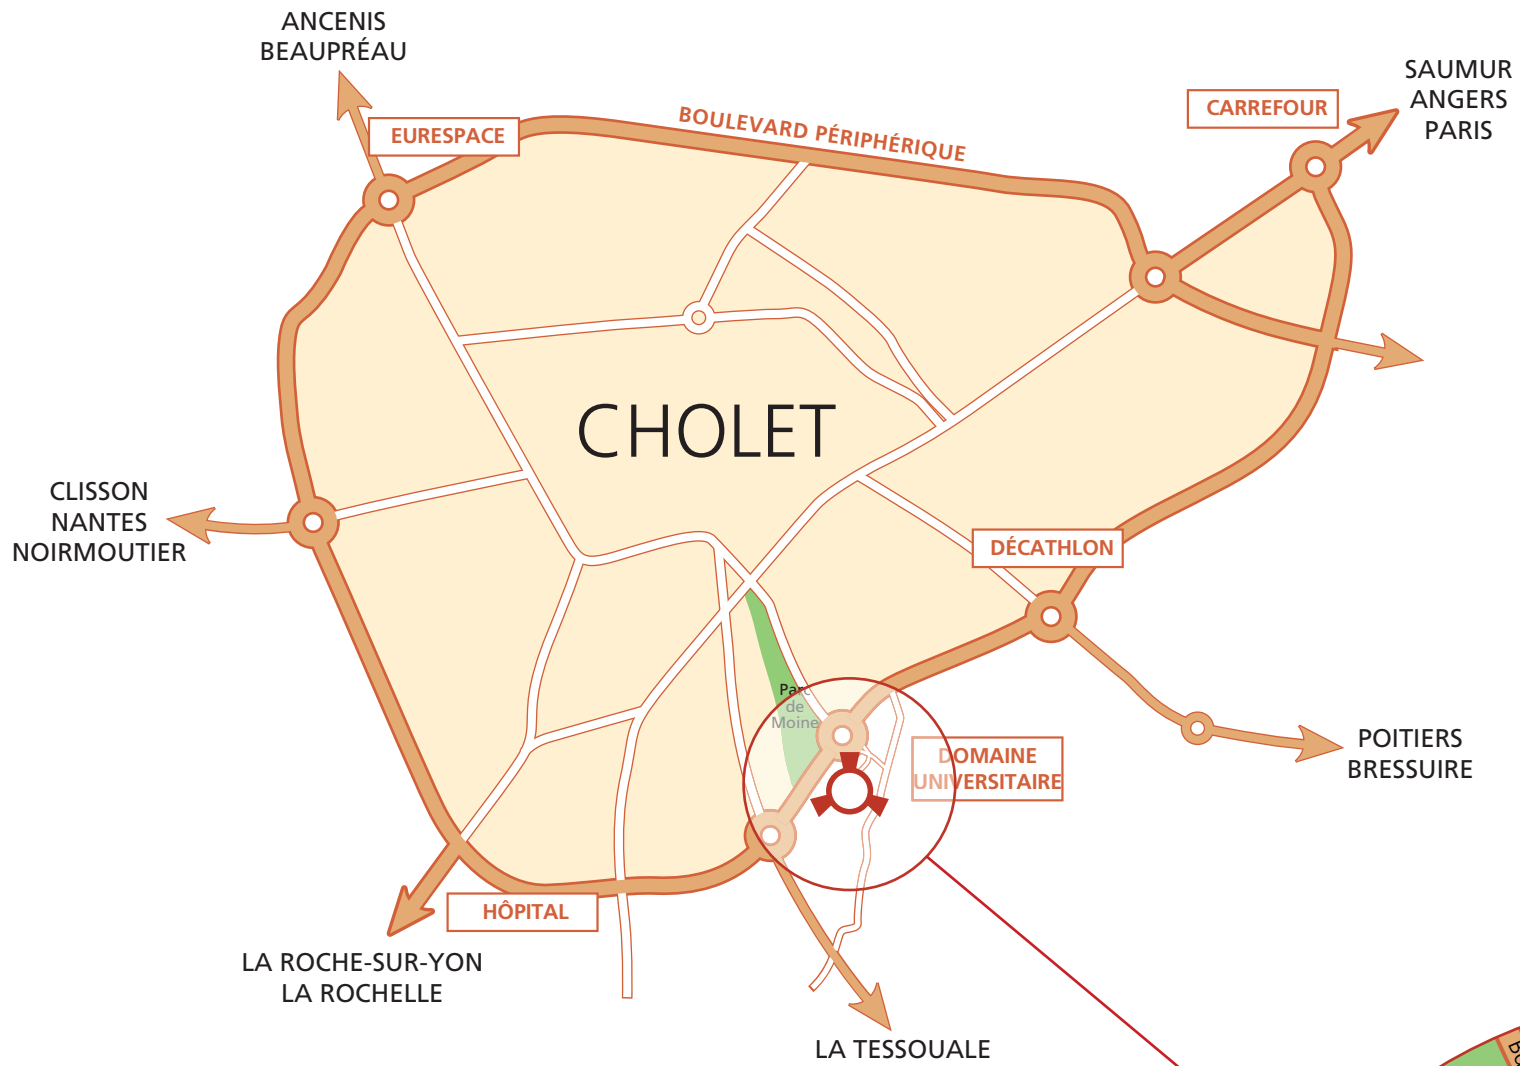 ANCENIS
BEAUPRÉAU
SAUMUR
ANGERS
PARIS
CARREFOUR
EURESPACE
BOULEVARD PÉRIPHÉRIQUE
CHOLET
CLISSON
NANTES
NOIRMOUTIER
DÉCATHLON
Parc
de
Moine
DOMAINE
UNIVERSITAIRE
POITIERS
BRESSUIRE
HÔPITAL
LA ROCHE-SUR-YON
LA ROCHELLE
LA TESSOUALE